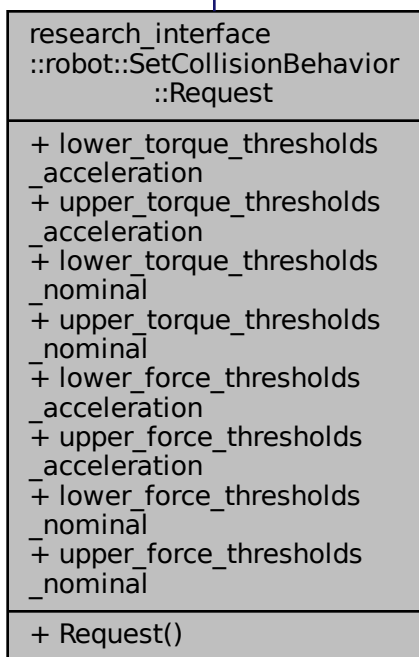 research_interface
::robot::SetCollisionBehavior
::Request
+ lower_torque_thresholds
_acceleration
+ upper_torque_thresholds
_acceleration
+ lower_torque_thresholds
_nominal
+ upper_torque_thresholds
_nominal
+ lower_force_thresholds
_acceleration
+ upper_force_thresholds
_acceleration
+ lower_force_thresholds
_nominal
+ upper_force_thresholds
_nominal
+ Request()